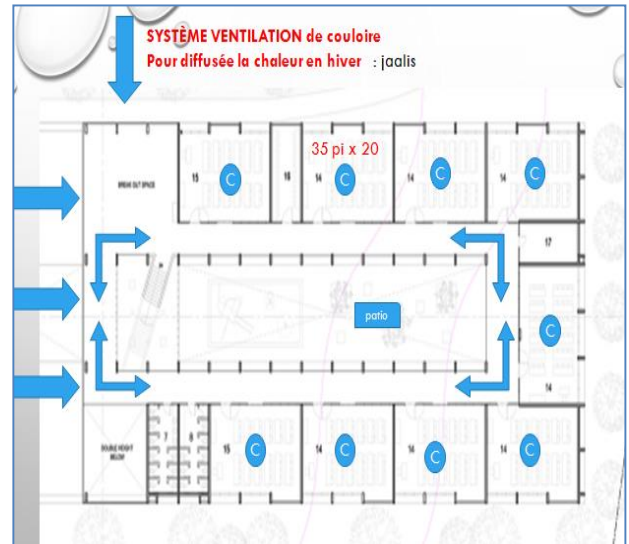 SYSTÈME VENTILATION de couloire
Pour diffusée la chaleur en hiver : jaalis
35 pi x 20
BREAK OUT SPACE
15
C
16
14
C
14
C
14
C
17
patio
C
14
DOUBLE HEIGHT
BELOW
7
8
15
C
14
C
14
C
14
C